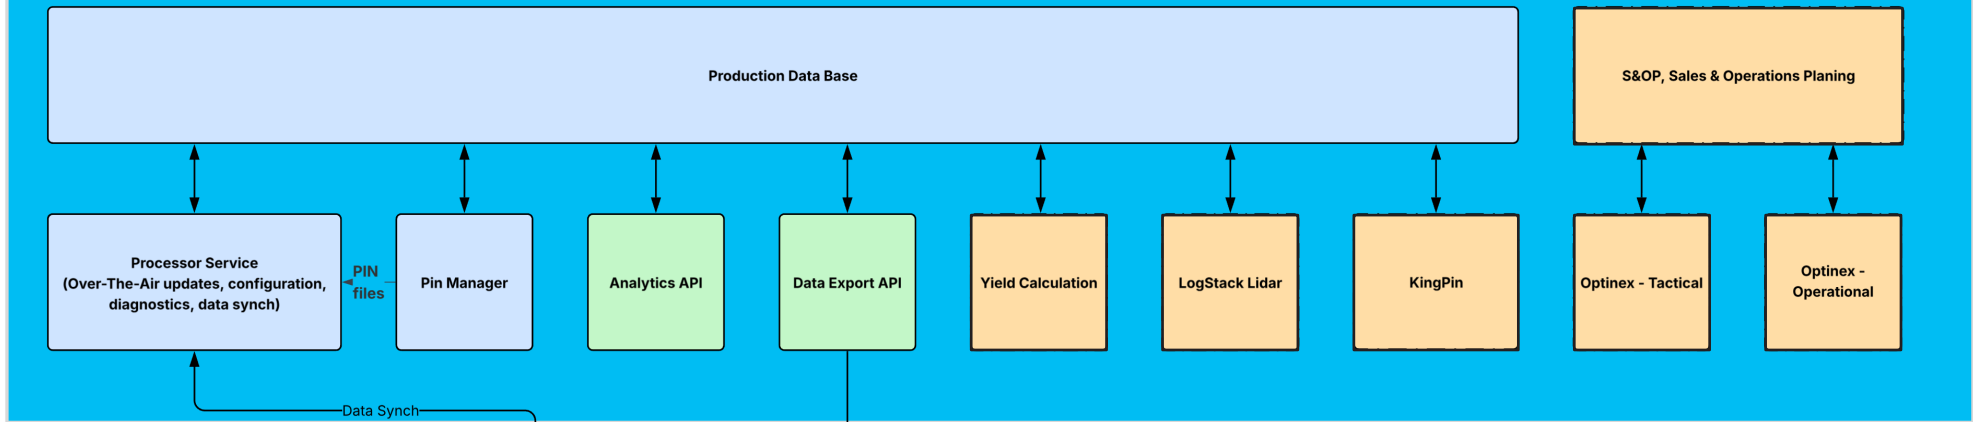 Production Data Base
S&OP, Sales & Operations Planing
Processor Service
(Over-The-Air updates, configuration,
diagnostics, data synch)
PIN
files
Pin Manager
Analytics API
Data Export API
Yield Calculation
LogStack Lidar
KingPin
Optinex - Tactical
Optinex -
Operational
Data Synch